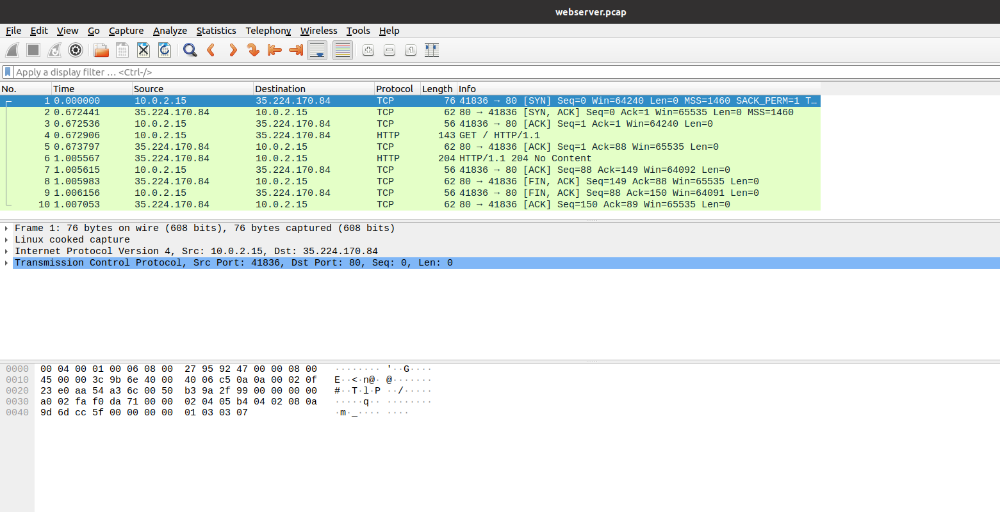 webserver.pcap
File Edit View Go Capture Analyze Statistics Telephony Wireless Tools Help
Apply a display filter … <Ctrl-/>
No. Time Source Destination Protocol Length Info
1 0.000000 10.0.2.15 35.224.170.84 TCP 76 41836 → 80 [SYN] Seq=0 Win=64240 Len=0 MSS=1460 SACK_PERM=1 T…
2 0.672441 35.224.170.84 10.0.2.15 TCP 62 80 → 41836 [SYN, ACK] Seq=0 Ack=1 Win=65535 Len=0 MSS=1460
3 0.672536 10.0.2.15 35.224.170.84 TCP 56 41836 → 80 [ACK] Seq=1 Ack=1 Win=64240 Len=0
4 0.672906 10.0.2.15 35.224.170.84 HTTP 143 GET / HTTP/1.1
5 0.673797 35.224.170.84 10.0.2.15 TCP 62 80 → 41836 [ACK] Seq=1 Ack=88 Win=65535 Len=0
6 1.005567 35.224.170.84 10.0.2.15 HTTP 204 HTTP/1.1 204 No Content
7 1.005615 10.0.2.15 35.224.170.84 TCP 56 41836 → 80 [ACK] Seq=88 Ack=149 Win=64092 Len=0
8 1.005983 35.224.170.84 10.0.2.15 TCP 62 80 → 41836 [FIN, ACK] Seq=149 Ack=88 Win=65535 Len=0
9 1.006156 10.0.2.15 35.224.170.84 TCP 56 41836 → 80 [FIN, ACK] Seq=88 Ack=150 Win=64091 Len=0
10 1.007053 35.224.170.84 10.0.2.15 TCP 62 80 → 41836 [ACK] Seq=150 Ack=89 Win=65535 Len=0
Frame 1: 76 bytes on wire (608 bits), 76 bytes captured (608 bits)
Linux cooked capture
Internet Protocol Version 4, Src: 10.0.2.15, Dst: 35.224.170.84
Transmission Control Protocol, Src Port: 41836, Dst Port: 80, Seq: 0, Len: 0
0000 00 04 00 01 00 06 08 00 27 95 92 47 00 00 08 00 ········ '··G····
0010 45 00 00 3c 9b 6e 40 00 40 06 c5 0a 0a 00 02 0f E··<·n@· @·······
0020 23 e0 aa 54 a3 6c 00 50 b3 9a 2f 99 00 00 00 00 #··T·l·P ··/·····
0030 a0 02 fa f0 da 71 00 00 02 04 05 b4 04 02 08 0a ·····q·· ········
0040 9d 6d cc 5f 00 00 00 00 01 03 03 07 ·m·_···· ····